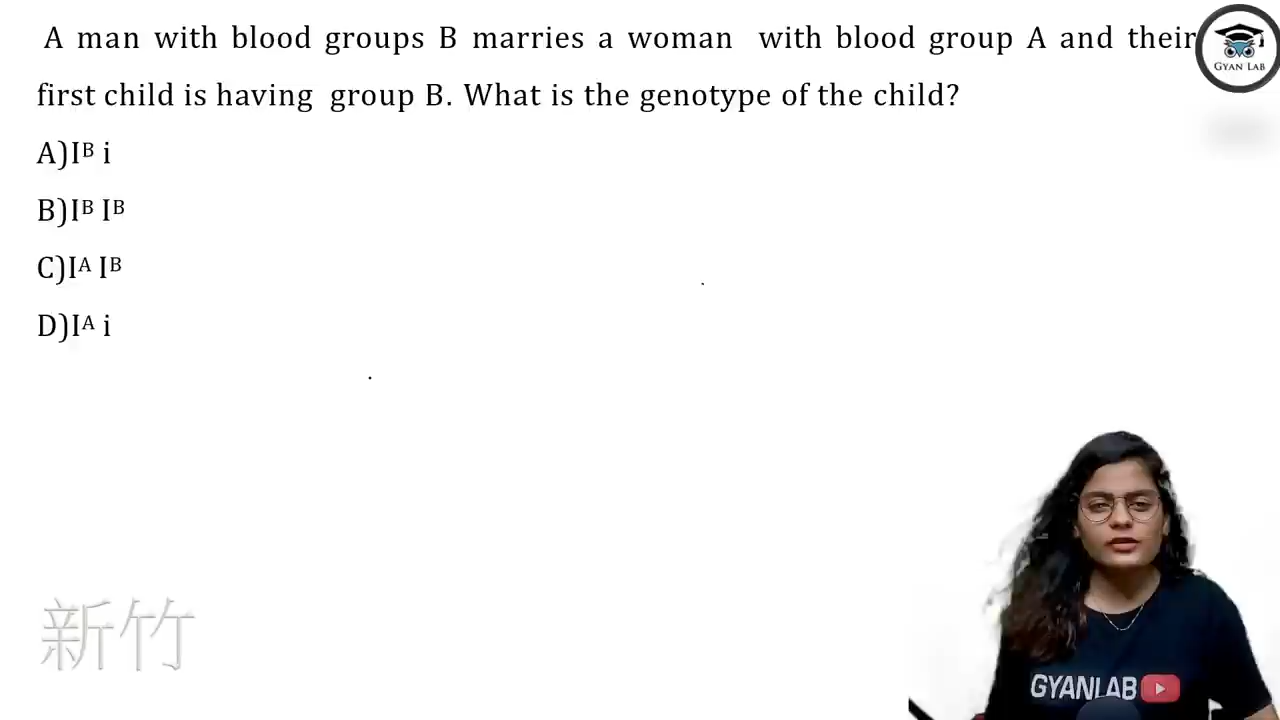 A man with blood groups B marries a woman with blood group A and their
first child is having group B. What is the genotype of the child?
A)Iᴮ i
B)Iᴮ Iᴮ
C)Iᴬ Iᴮ
D)Iᴬ i
GYAN LAB
新竹
GYANLAB